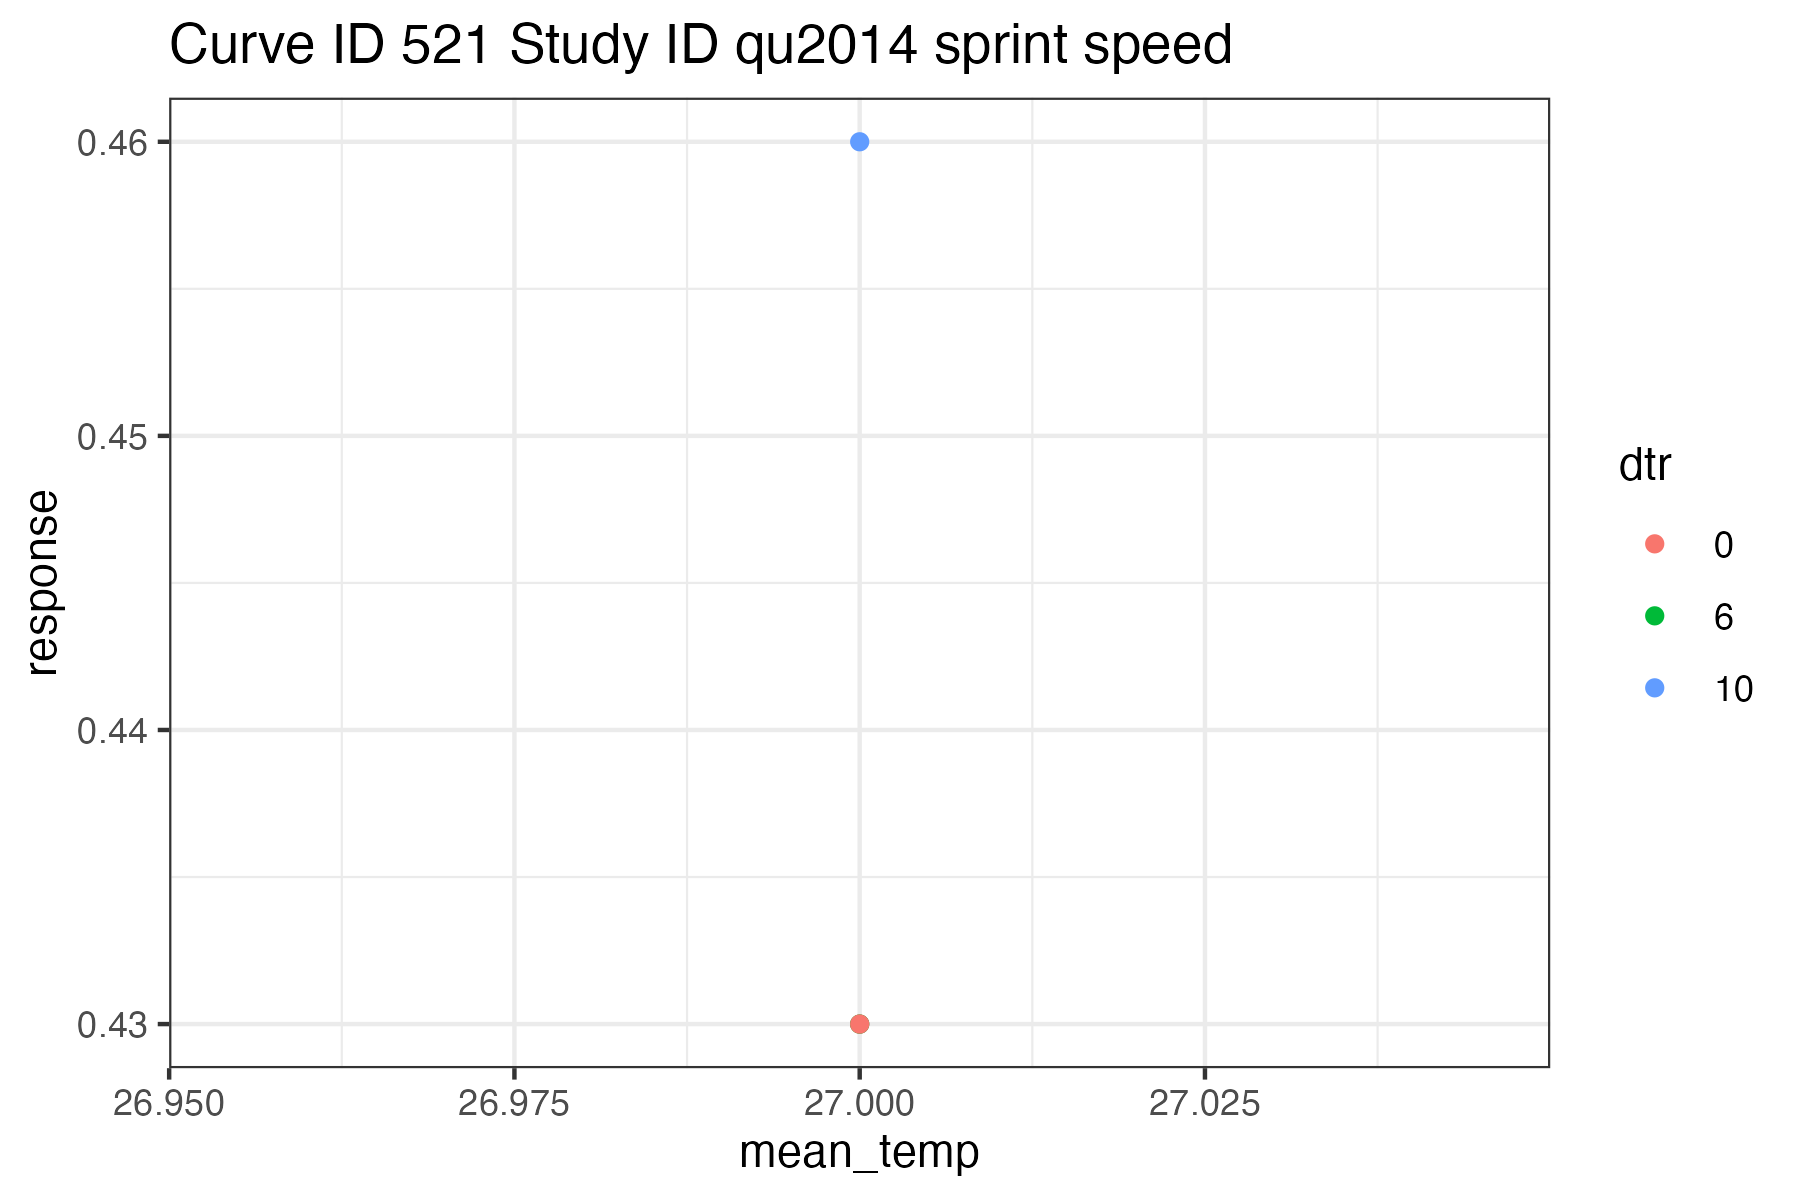 Curve ID 521 Study ID qu2014 sprint speed
0.46
0.45
0.44
0.43
response
26.950 26.975 27.000 27.025
mean_temp
dtr
0
6
10